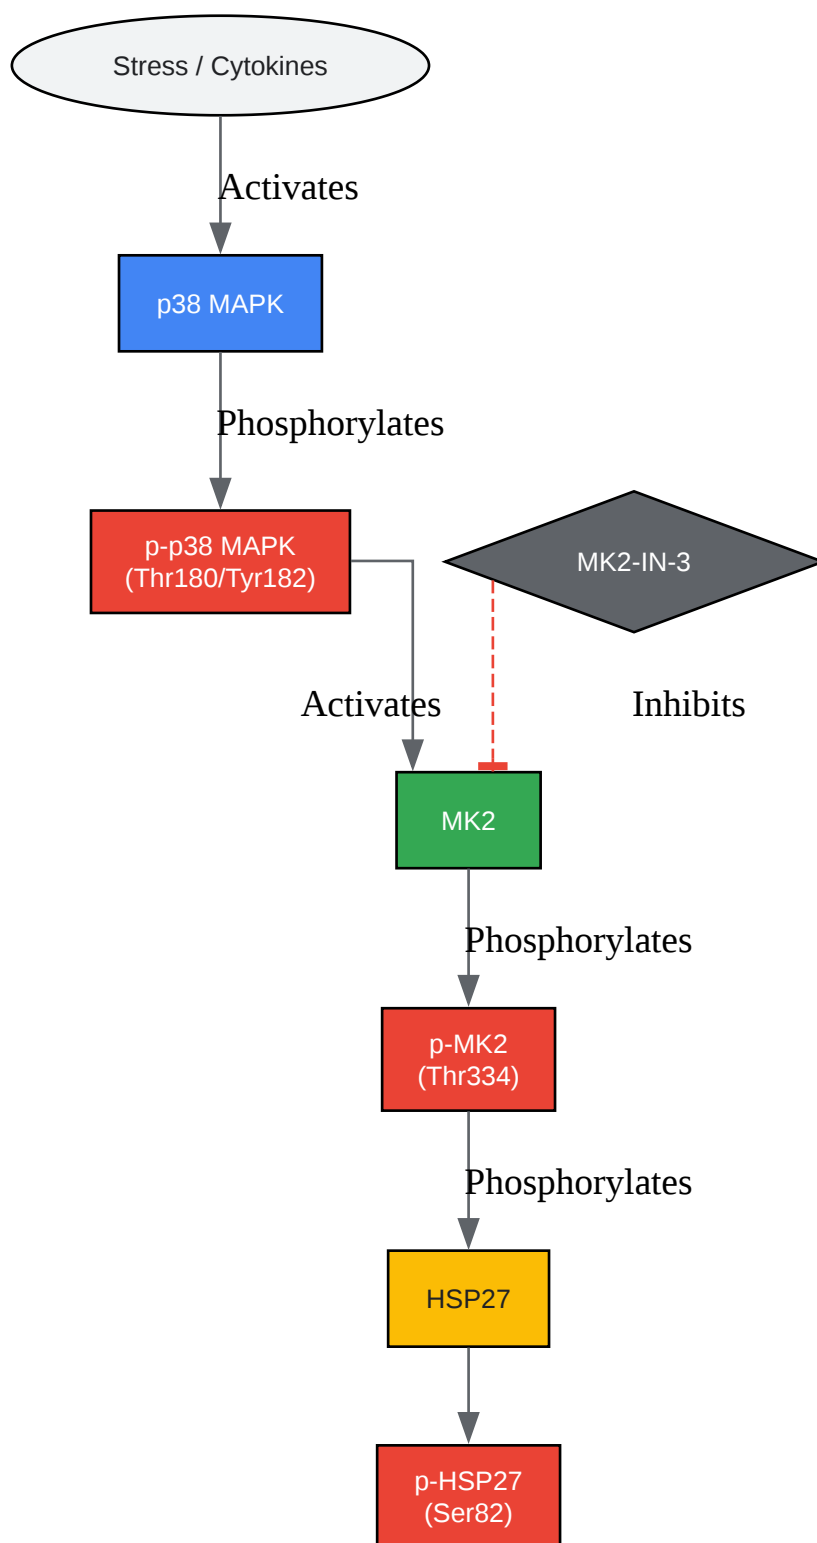 Stress / Cytokines
Activates
p38 MAPK
Phosphorylates
p-p38 MAPK
(Thr180/Tyr182)
MK2-IN-3
Activates
Inhibits
MK2
Phosphorylates
p-MK2
(Thr334)
Phosphorylates
HSP27
p-HSP27
(Ser82)